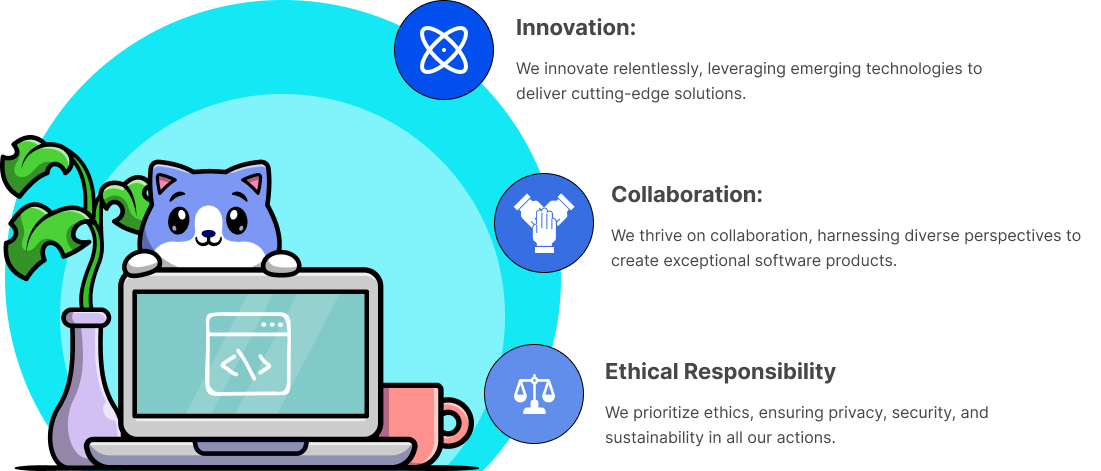 Innovation:
We innovate relentlessly, leveraging emerging technologies to
deliver cutting-edge solutions.
Collaboration:
We thrive on collaboration, harnessing diverse perspectives to
create exceptional software products.
Ethical Responsibility
We prioritize ethics, ensuring privacy, security, and
sustainability in all our actions.